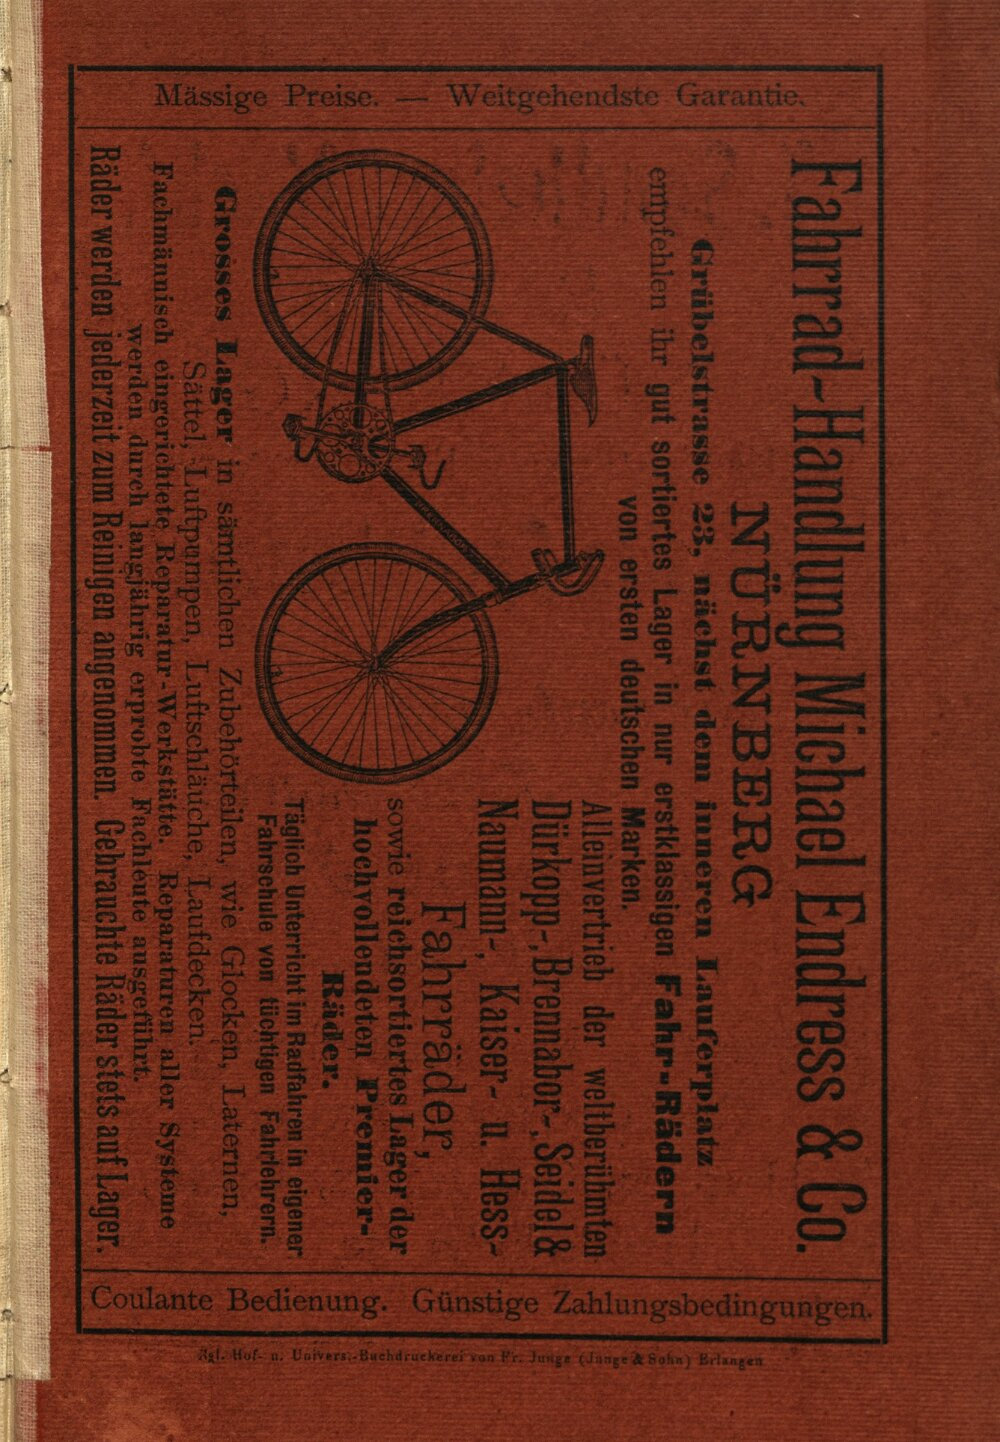 Mässige Preise. — Weitgehendste Garantie.
Fahrrad-Handlung Michael Endress & Co.
NÜRNBERG
Grübelstrasse 23, nächst dem inneren Lauferplatz
empfehlen ihr gut sortiertes Lager in nur erstklassigen Fahr-Rädern
von ersten deutschen Marken.
Alleinvertrieb der weltberühmten
Dürkopp-, Brennabor-, Seidel &
Naumann-, Kaiser- u. Hess-
Fahrräder,
sowie reichsortiertes Lager der
hochvollendeten Premier-
Räder.
Täglich Unterricht im Radfahren in eigener
Fahrschule von tüchtigen Fahrlehrern.
Grosses Lager in sämtlichen Zubehörteilen, wie Glocken, Laternen,
Sättel, Luftpumpen, Luftschläuche, Laufdecken.
Fachmännisch eingerichtete Reparatur-Werkstätte. Reparaturen aller Systeme
werden durch langjährig erprobte Fachleute ausgeführt.
Räder werden jederzeit zum Reinigen angenommen. Gebrauchte Räder stets auf Lager.
Coulante Bedienung. Günstige Zahlungsbedingungen.
Kgl. Hof- u. Univers.-Buchdruckerei von Fr. Junge (Junge & Sohn) Erlangen